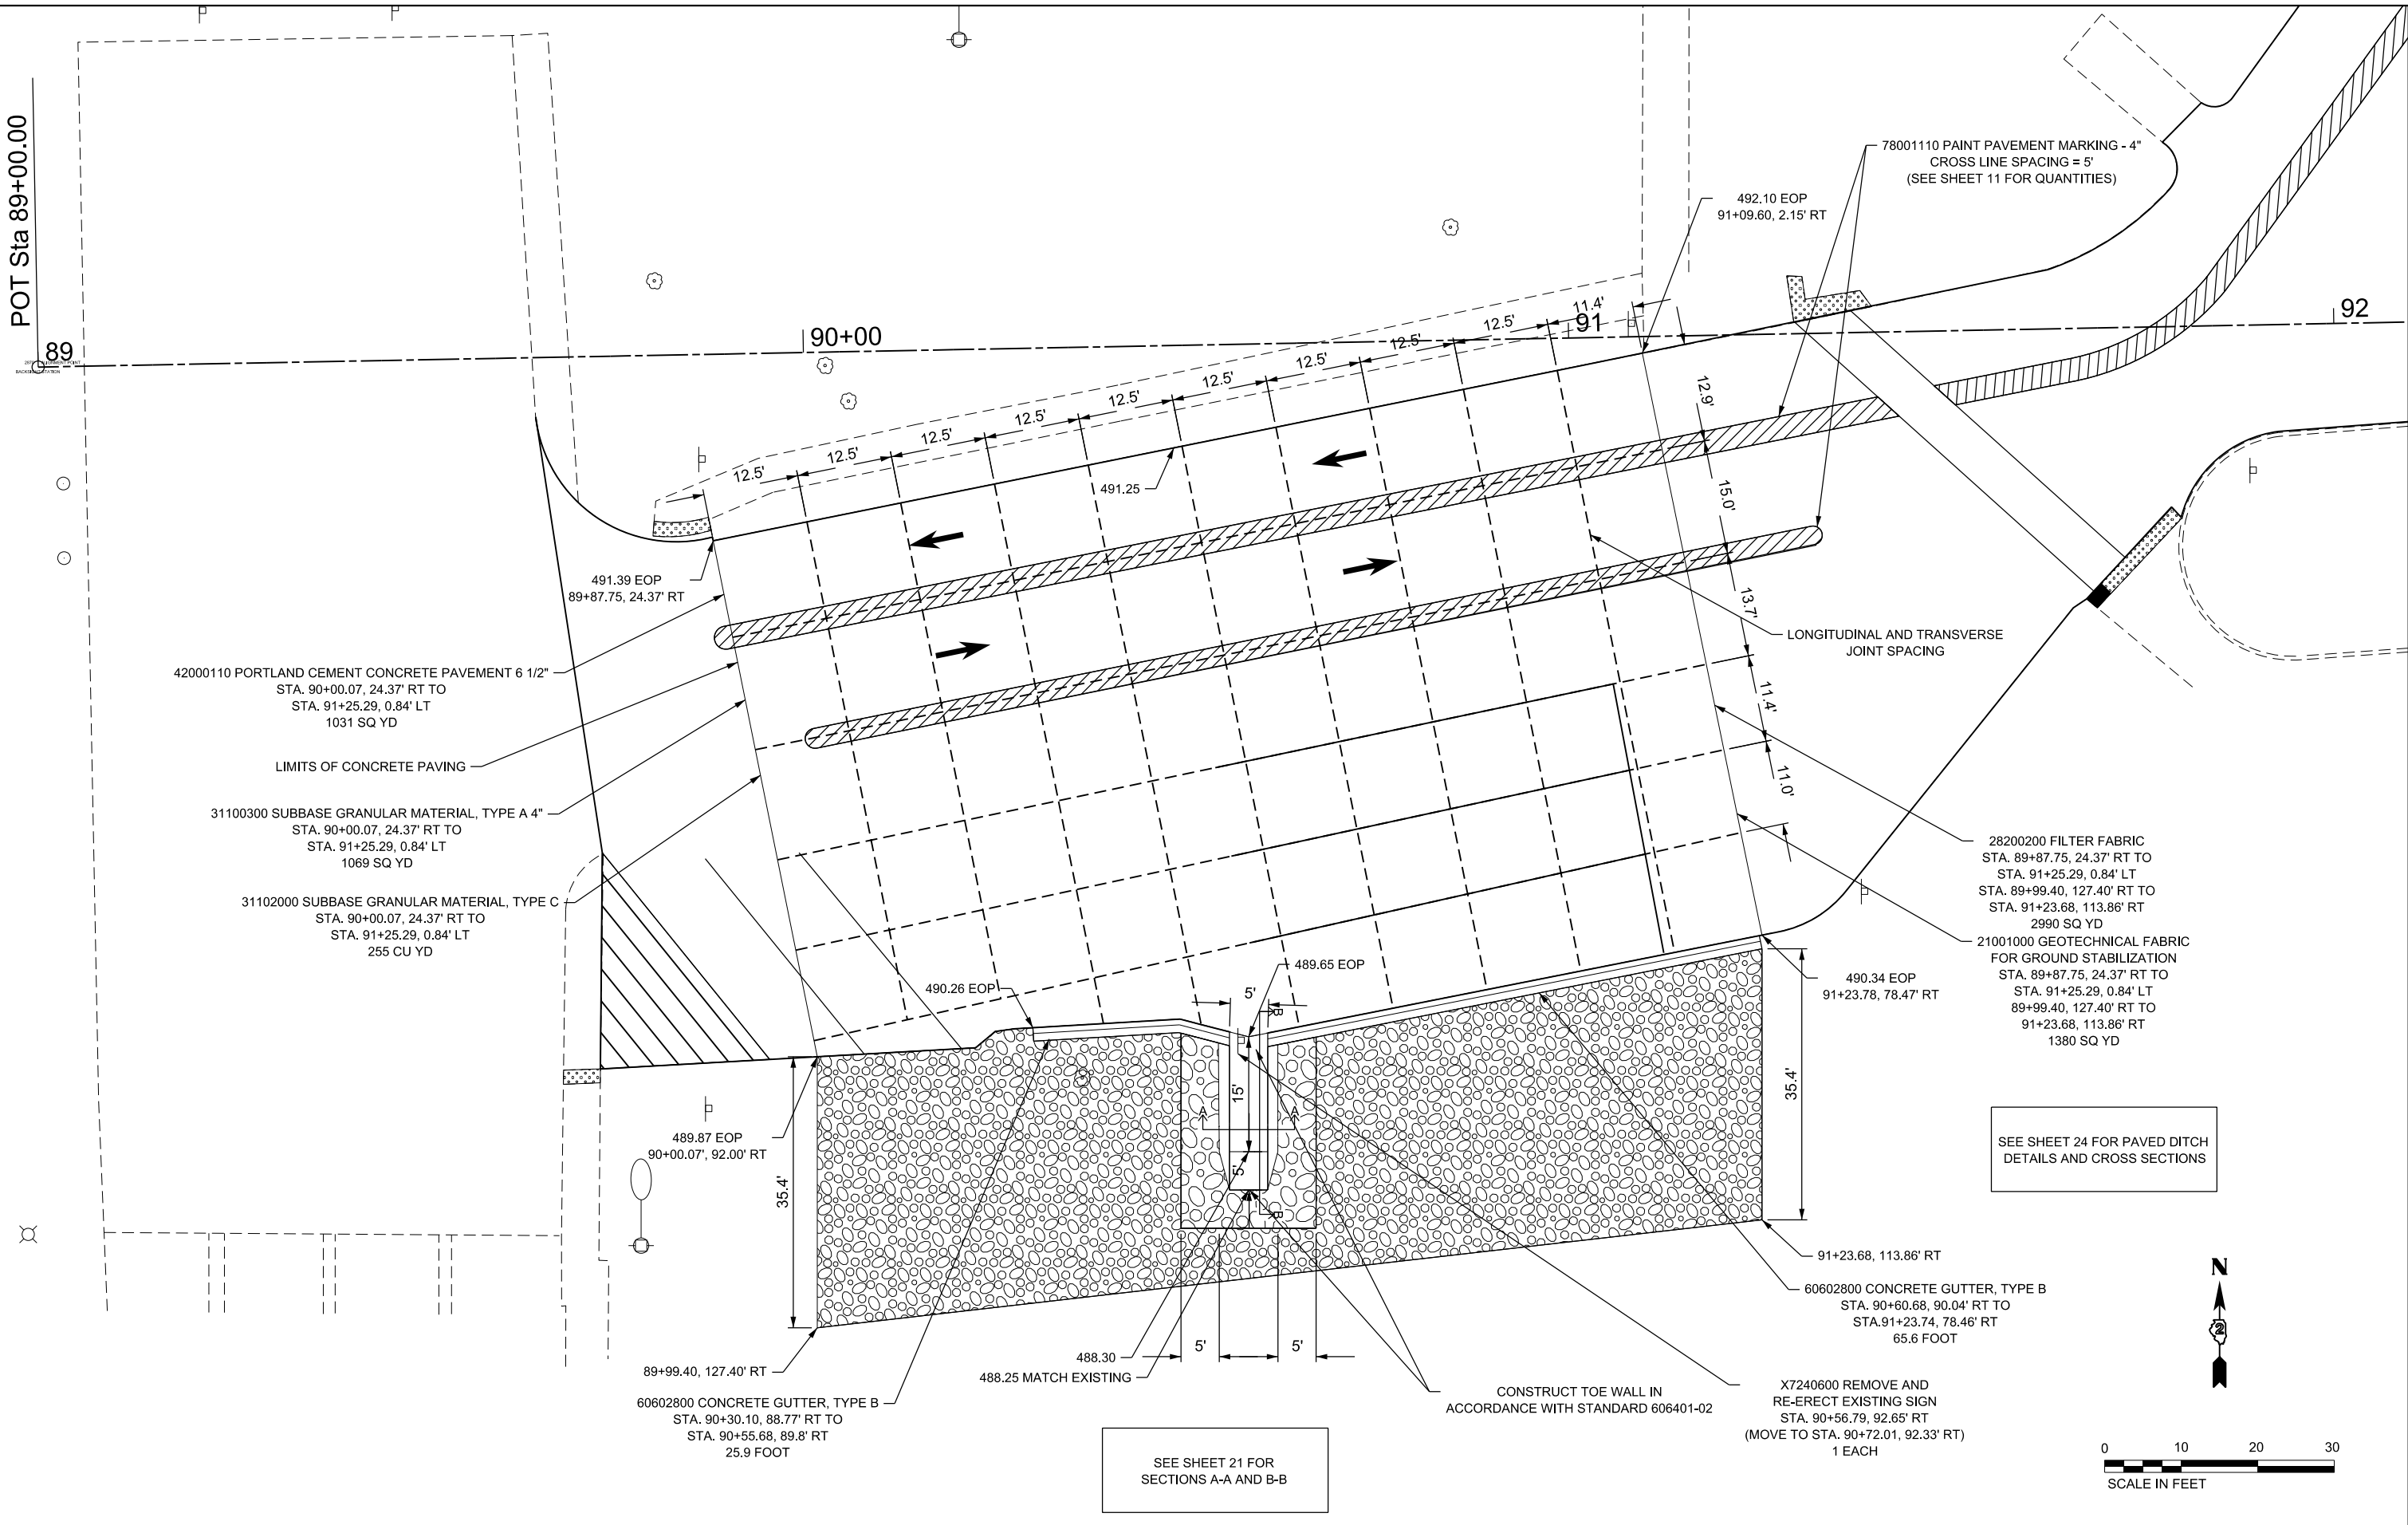 POT Sta 89+00.00
89
90+00
91
92
78001110 PAINT PAVEMENT MARKING - 4"
CROSS LINE SPACING = 5'
(SEE SHEET 11 FOR QUANTITIES)
492.10 EOP
91+09.60, 2.15' RT
12.5'
12.5'
12.5'
12.5'
12.5'
12.5'
12.5'
12.5'
12.5'
11.4'
12.9'
15.0'
13.7'
11.4'
11.0'
491.25
491.39 EOP
89+87.75, 24.37' RT
LONGITUDINAL AND TRANSVERSE
JOINT SPACING
42000110 PORTLAND CEMENT CONCRETE PAVEMENT 6 1/2"
STA. 90+00.07, 24.37' RT TO
STA. 91+25.29, 0.84' LT
1031 SQ YD
LIMITS OF CONCRETE PAVING
31100300 SUBBASE GRANULAR MATERIAL, TYPE A 4"
STA. 90+00.07, 24.37' RT TO
STA. 91+25.29, 0.84' LT
1069 SQ YD
31102000 SUBBASE GRANULAR MATERIAL, TYPE C
STA. 90+00.07, 24.37' RT TO
STA. 91+25.29, 0.84' LT
255 CU YD
28200200 FILTER FABRIC
STA. 89+87.75, 24.37' RT TO
STA. 91+25.29, 0.84' LT
STA. 89+99.40, 127.40' RT TO
STA. 91+23.68, 113.86' RT
2990 SQ YD
21001000 GEOTECHNICAL FABRIC
FOR GROUND STABILIZATION
STA. 89+87.75, 24.37' RT TO
STA. 91+25.29, 0.84' LT
89+99.40, 127.40' RT TO
91+23.68, 113.86' RT
1380 SQ YD
490.26 EOP
489.65 EOP
490.34 EOP
91+23.78, 78.47' RT
5'
B
15'
A
A
5'
B
35.4'
35.4'
489.87 EOP
90+00.07', 92.00' RT
SEE SHEET 24 FOR PAVED DITCH
DETAILS AND CROSS SECTIONS
91+23.68, 113.86' RT
60602800 CONCRETE GUTTER, TYPE B
STA. 90+60.68, 90.04' RT TO
STA.91+23.74, 78.46' RT
65.6 FOOT
5'
5'
488.30
488.25 MATCH EXISTING
89+99.40, 127.40' RT
60602800 CONCRETE GUTTER, TYPE B
STA. 90+30.10, 88.77' RT TO
STA. 90+55.68, 89.8' RT
25.9 FOOT
CONSTRUCT TOE WALL IN
ACCORDANCE WITH STANDARD 606401-02
X7240600 REMOVE AND
RE-ERECT EXISTING SIGN
STA. 90+56.79, 92.65' RT
(MOVE TO STA. 90+72.01, 92.33' RT)
1 EACH
SEE SHEET 21 FOR
SECTIONS A-A AND B-B
N
2
0 10 20 30
SCALE IN FEET